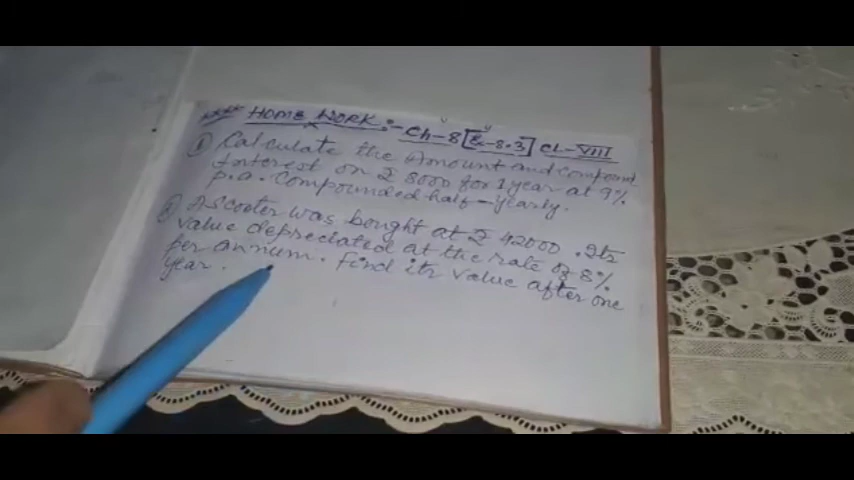 HOME WORK :- Ch-8 [Ex-8.3] CL-VIII
① Calculate the Amount and compound
Interest on ₹ 8000 for 1 year at 9%
p.a. Compounded half-yearly.
② A Scooter was bought at ₹ 42000. Its
value depreciated at the rate of 8%
per annum. Find its value after one
year.